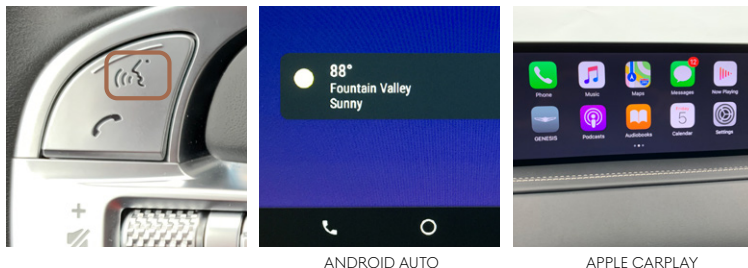 88°
Fountain Valley
Sunny
12
Phone
Music
Maps
Messages
Now Playing
Friday
5
GENESIS
Podcasts
Audiobooks
Calendar
Settings
ANDROID AUTO
APPLE CARPLAY